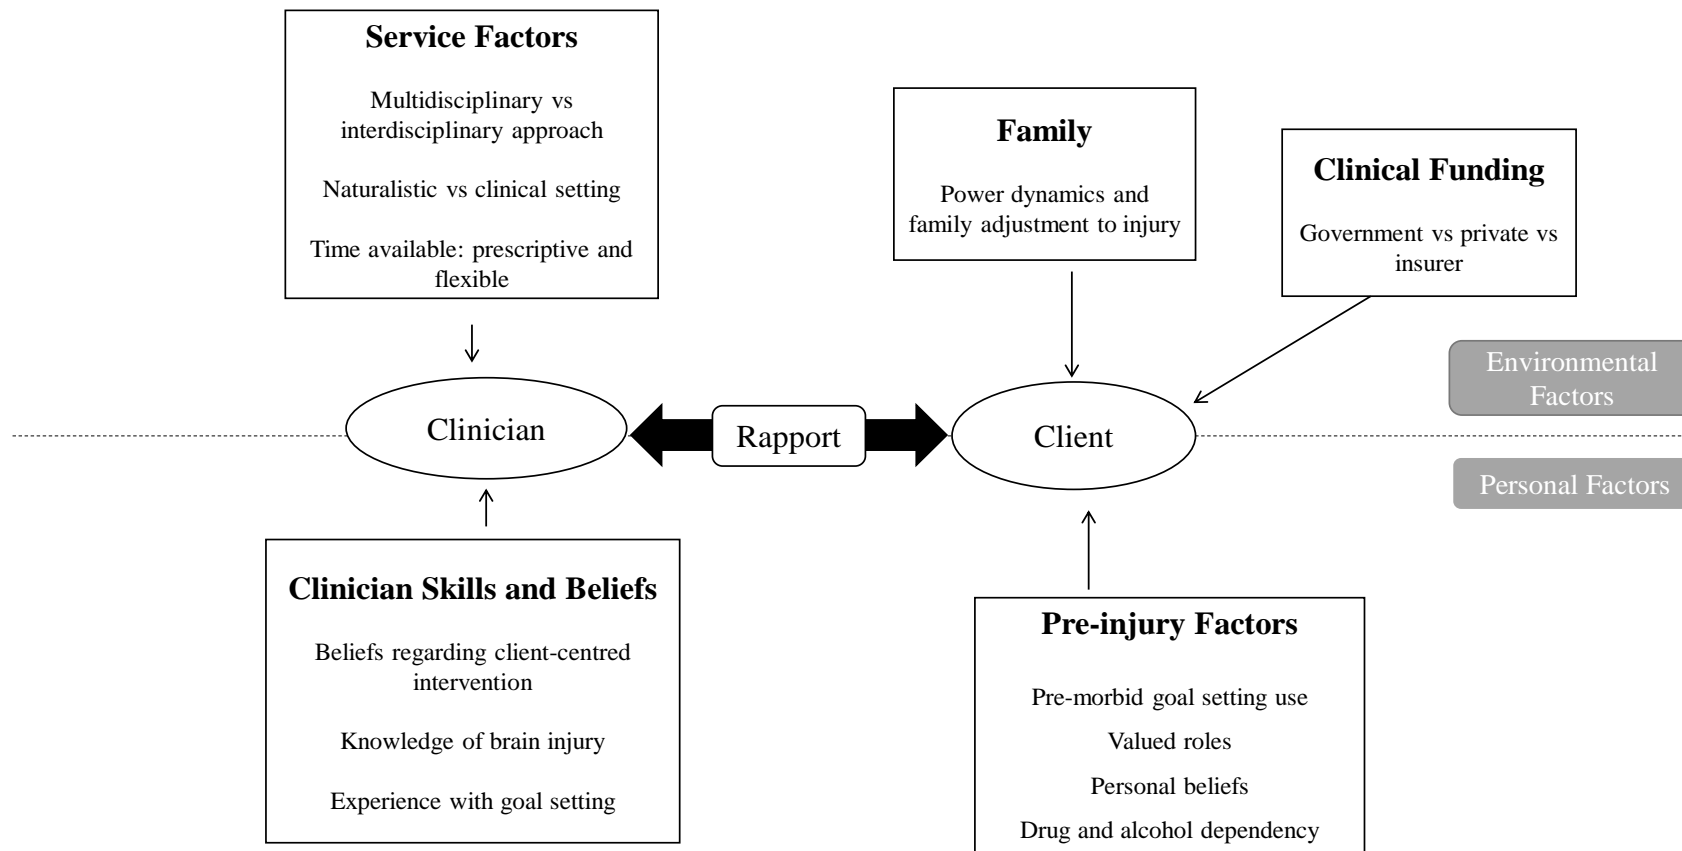 Service Factors
Multidisciplinary vs
interdisciplinary approach
Naturalistic vs clinical setting
Time available: prescriptive and
flexible
Family
Power dynamics and
family adjustment to injury
Clinical Funding
Government vs private vs
insurer
Environmental
Factors
Clinician
Rapport
Client
Personal Factors
Clinician Skills and Beliefs
Beliefs regarding client-centred
intervention
Knowledge of brain injury
Experience with goal setting
Pre-injury Factors
Pre-morbid goal setting use
Valued roles
Personal beliefs
Drug and alcohol dependency